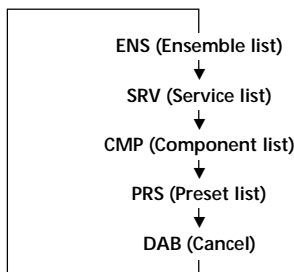 ENS (Ensemble list)
SRV (Service list)
CMP (Component list)
PRS (Preset list)
DAB (Cancel)